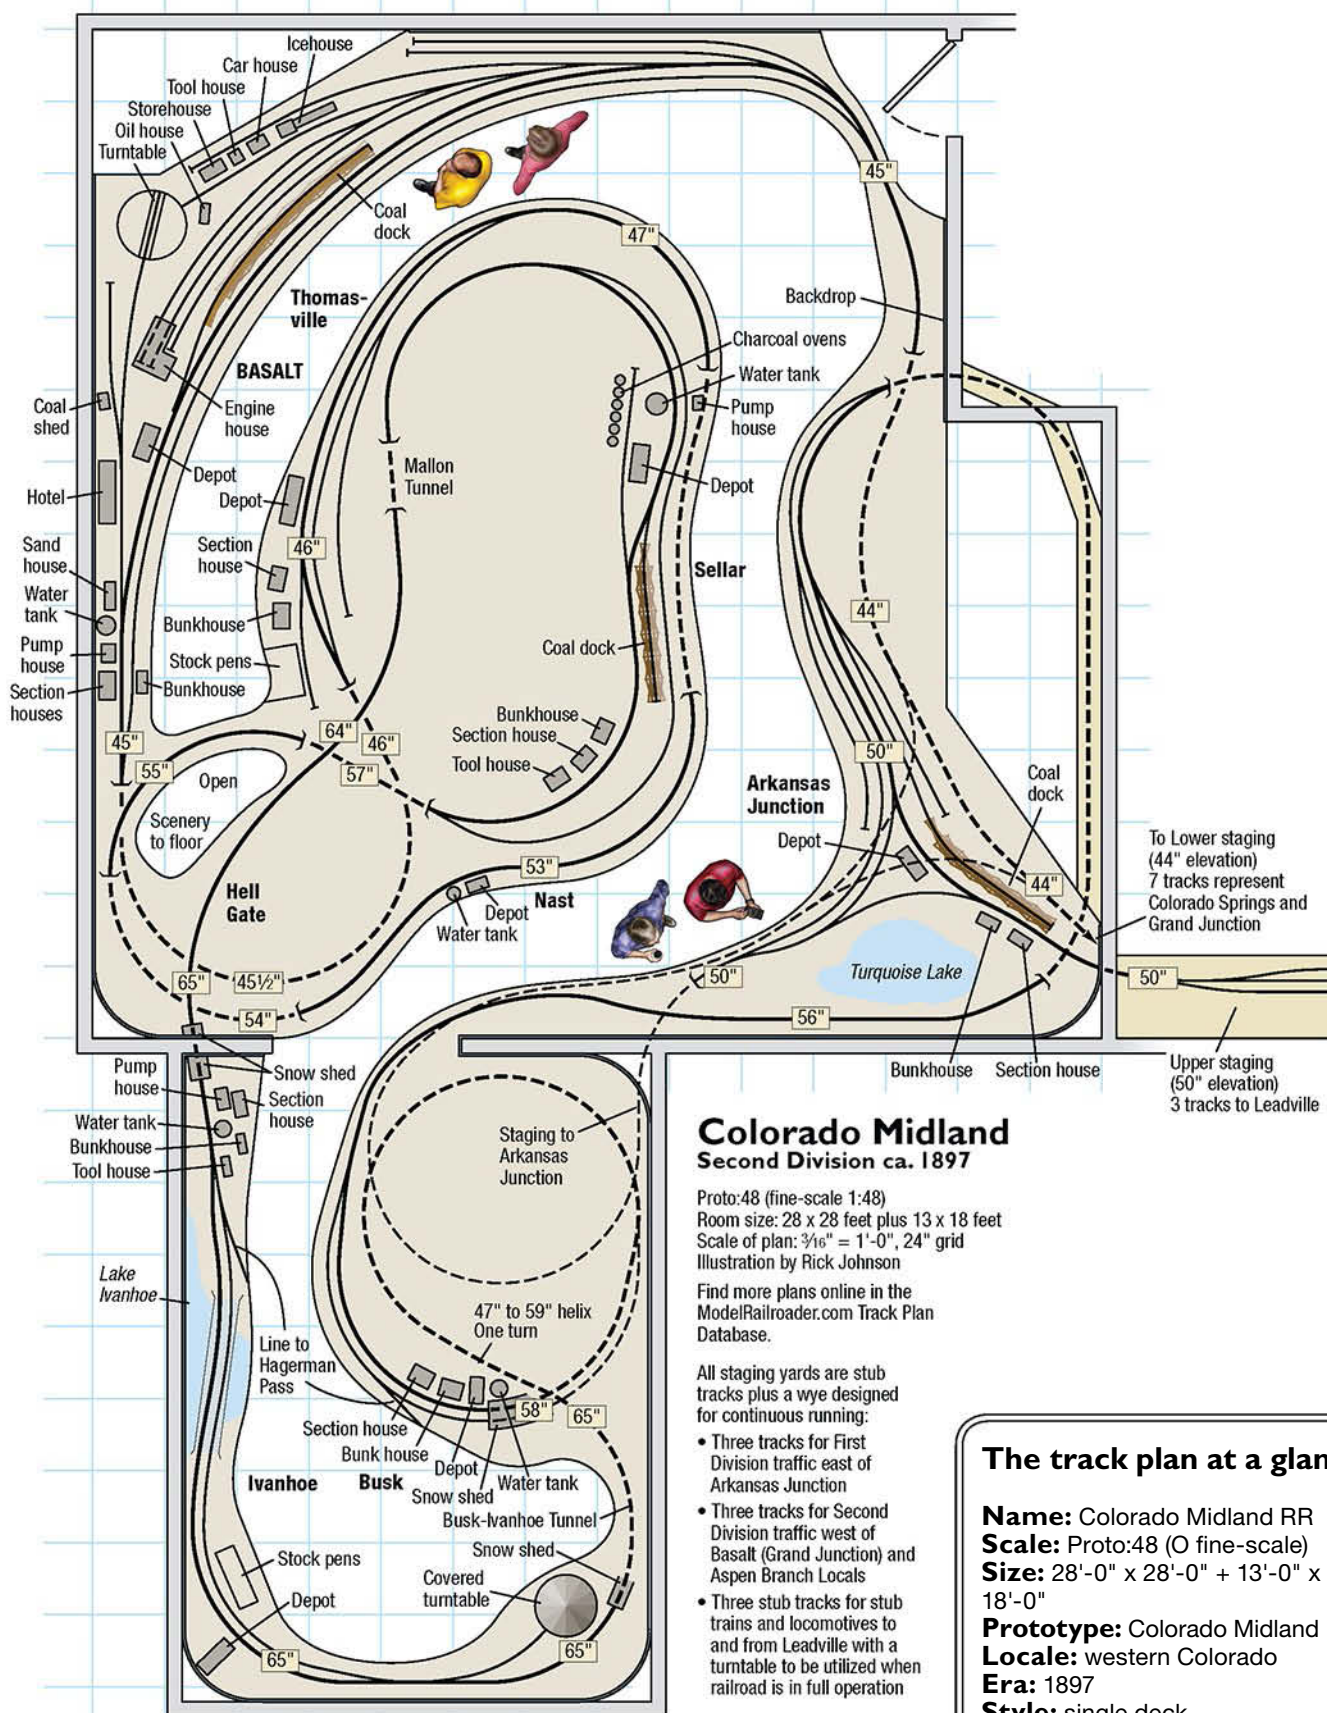 Icehouse
Car house
Tool house
Storehouse
Oil house
Turntable
45"
Coal
dock
47"
Thomas-
ville
Backdrop
BASALT
Charcoal ovens
Water tank
Coal
shed
Engine
house
Pump
house
Depot
Mallon
Tunnel
Hotel
Depot
Depot
Sand
house
Section
house
46"
Sellar
Water
tank
44"
Bunkhouse
Pump
house
Coal dock
Stock pens
Section
houses
Bunkhouse
Bunkhouse
Section house
Tool house
45"
64"
46"
50"
55"
57"
Open
Arkansas
Junction
Coal
dock
Scenery
to floor
Depot
To Lower staging
(44" elevation)
7 tracks represent
Colorado Springs and
Grand Junction
53"
44"
Hell
Gate
Depot
Nast
Water tank
65"
45½"
50"
Turquoise Lake
50"
54"
56"
Pump
house
Snow shed
Section
house
Bunkhouse
Section house
Upper staging
(50" elevation)
3 tracks to Leadville
Water tank
Bunkhouse
Tool house
Staging to
Arkansas
Junction
Colorado Midland
Second Division ca. 1897
Proto:48 (fine-scale 1:48)
Room size: 28 x 28 feet plus 13 x 18 feet
Scale of plan: 3⁄16" = 1'-0", 24" grid
Illustration by Rick Johnson
Find more plans online in the
ModelRailroader.com Track Plan
Database.
Lake
Ivanhoe
47" to 59" helix
One turn
Line to
Hagerman
Pass
58"
65"
Section house
Bunk house
Depot
Water tank
Ivanhoe
Busk
Snow shed
Busk-Ivanhoe Tunnel
Snow shed
Stock pens
Covered
turntable
Depot
65"
65"
All staging yards are stub
tracks plus a wye designed
for continuous running:
• Three tracks for First
Division traffic east of
Arkansas Junction
• Three tracks for Second
Division traffic west of
Basalt (Grand Junction) and
Aspen Branch Locals
• Three stub tracks for stub
trains and locomotives to
and from Leadville with a
turntable to be utilized when
railroad is in full operation
The track plan at a glan
Name: Colorado Midland RR
Scale: Proto:48 (O fine-scale)
Size: 28'-0" x 28'-0" + 13'-0" x
18'-0"
Prototype: Colorado Midland
Locale: western Colorado
Era: 1897
Style: single deck